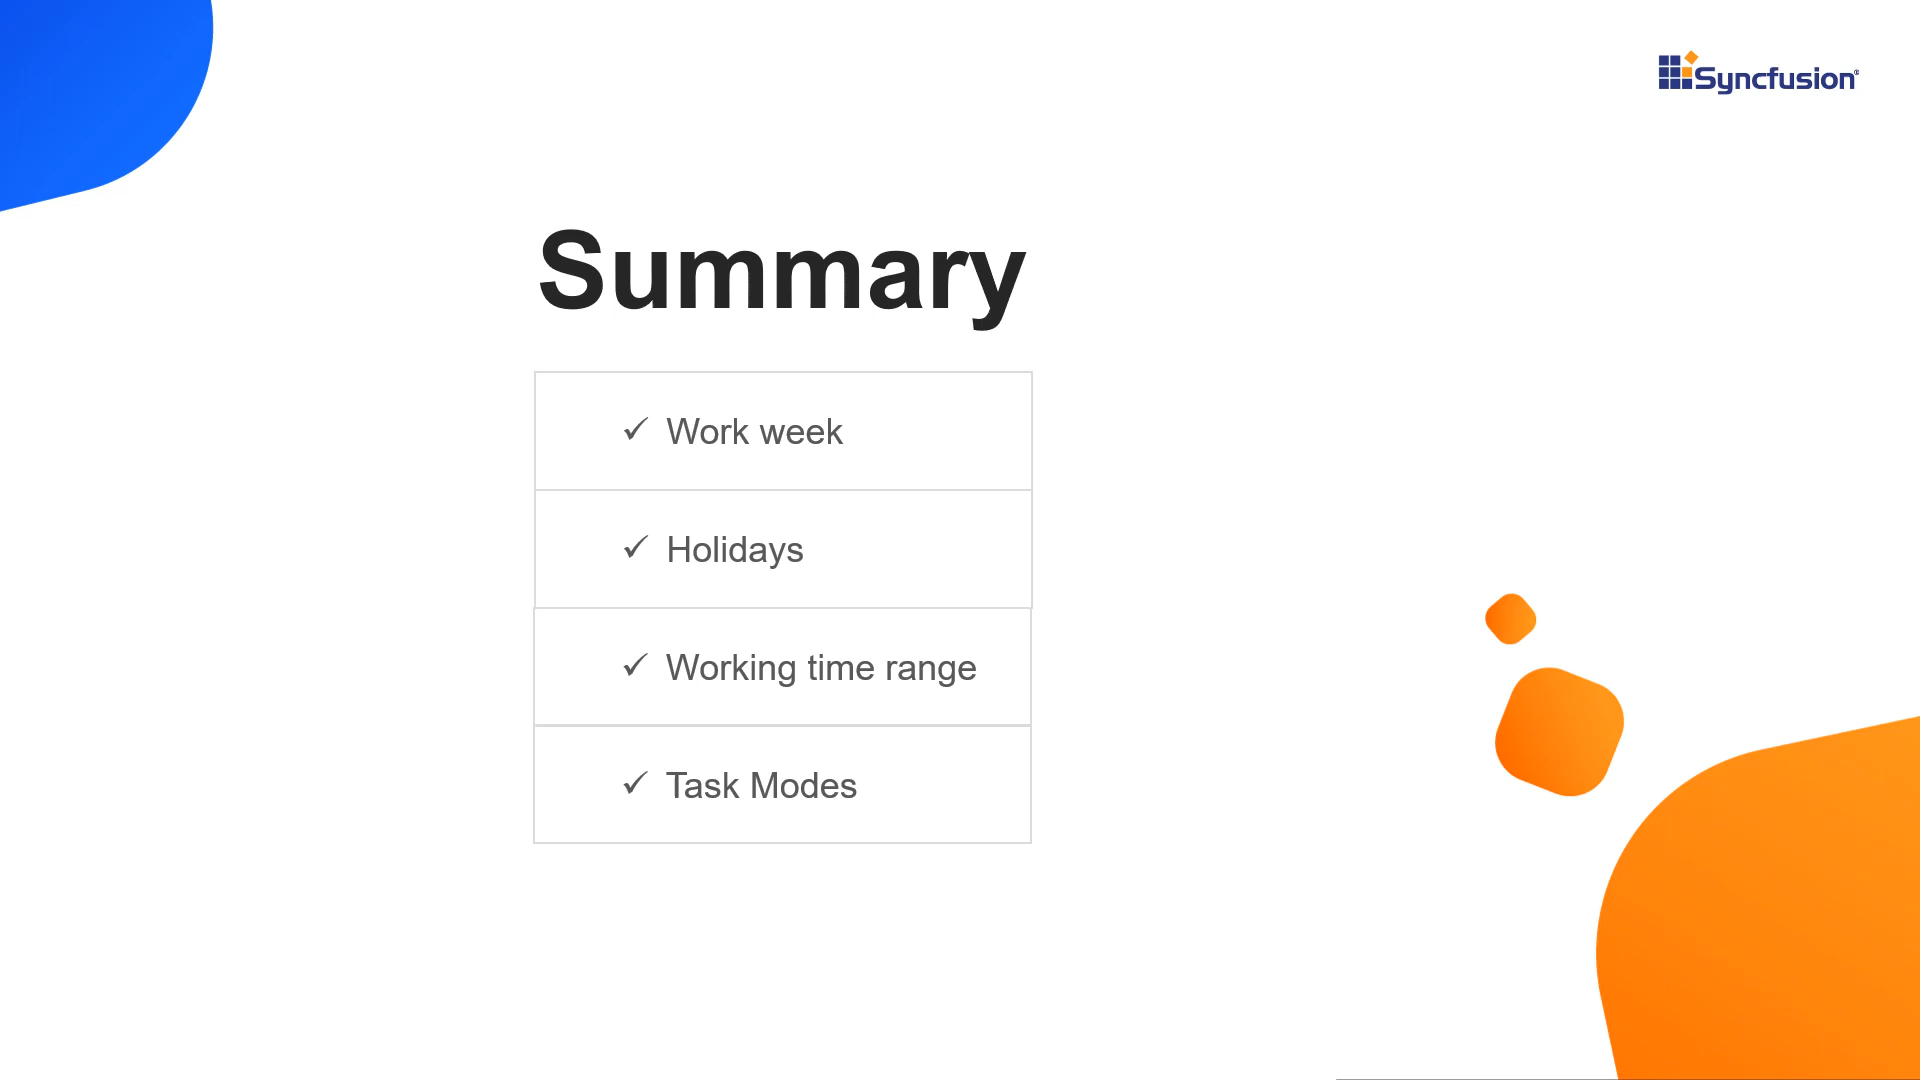 Syncfusion®
Summary
✓ Work week
✓ Holidays
✓ Working time range
✓ Task Modes